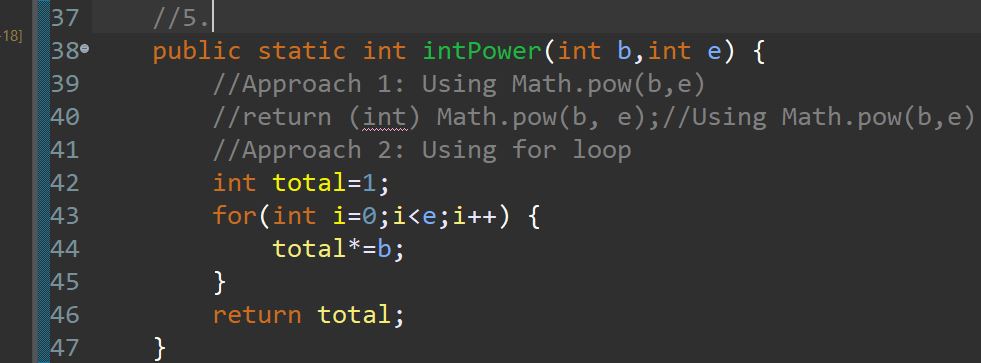 37 //5.
-18]
38 public static int intPower(int b,int e) {
39 //Approach 1: Using Math.pow(b,e)
40 //return (int) Math.pow(b, e);//Using Math.pow(b,e)
41 //Approach 2: Using for loop
42 int total=1;
43 for(int i=0;i<e;i++) {
44 total*=b;
45 }
46 return total;
47 }